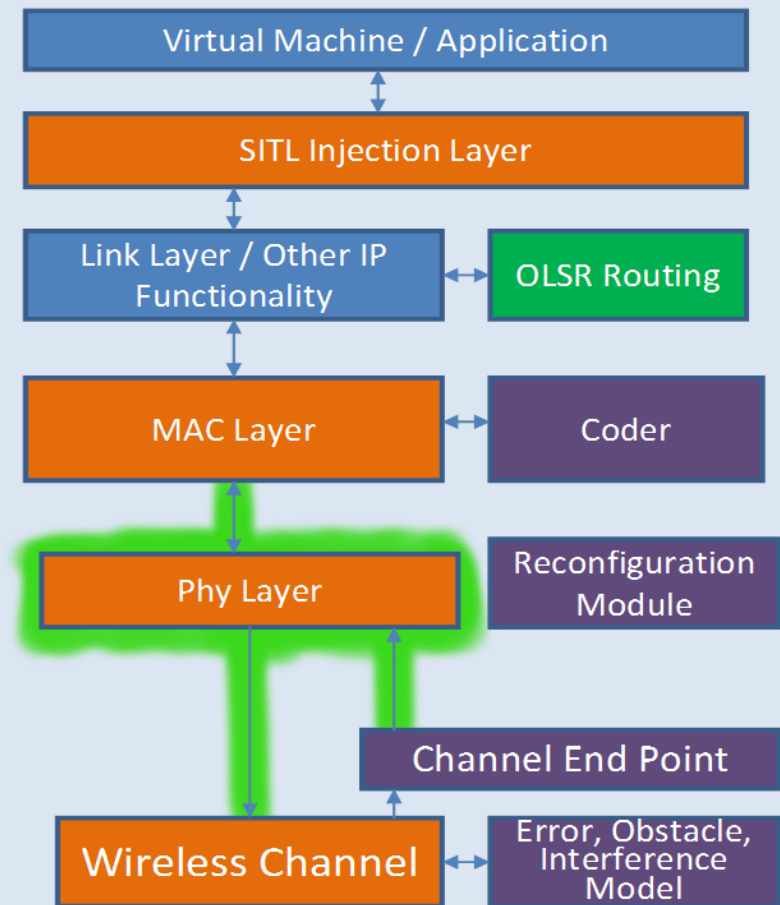 Virtual Machine / Application
SITL Injection Layer
Link Layer / Other IP
Functionality
OLSR Routing
MAC Layer
Coder
Phy Layer
Reconfiguration
Module
Channel End Point
Wireless Channel
Error, Obstacle,
Interference
Model